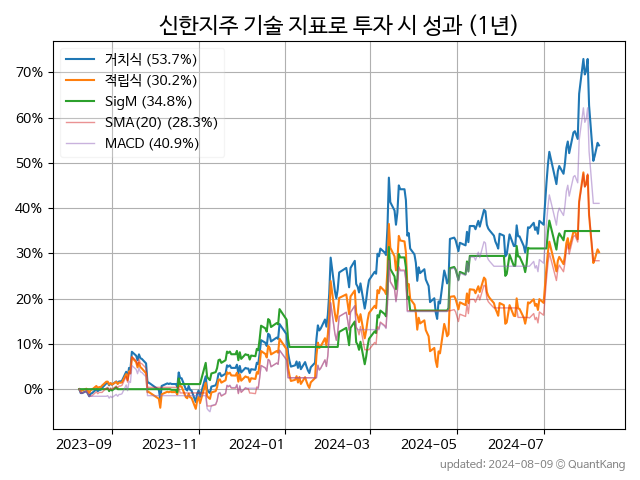 신한지주 기술 지표로 투자 시 성과 (1년)
거치식 (53.7%)
적립식 (30.2%)
SigM (34.8%)
SMA(20) (28.3%)
MACD (40.9%)
70%
60%
50%
40%
30%
20%
10%
0%
2023-09 2023-11 2024-01 2024-03 2024-05 2024-07
updated: 2024-08-09 © QuantKang